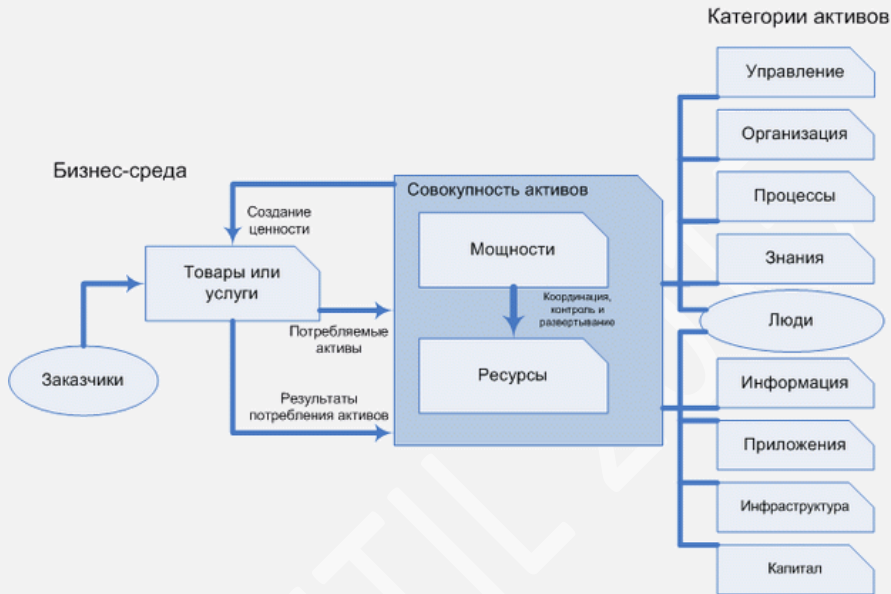 Категории активов
Управление
Организация
Процессы
Знания
Люди
Информация
Приложения
Инфраструктура
Капитал
Бизнес-среда
Создание
ценности
Товары или
услуги
Заказчики
Потребляемые
активы
Результаты
потребления активов
Совокупность активов
Мощности
Координация,
контроль и
развертывание
Ресурсы